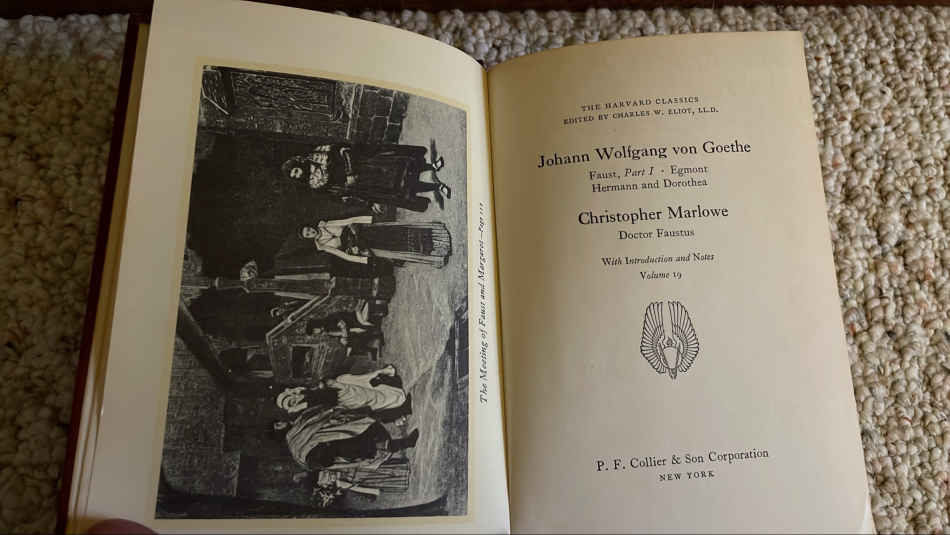 The Meeting of Faust and Margaret—Page 112
THE HARVARD CLASSICS
EDITED BY CHARLES W. ELIOT, LL.D.
Johann Wolfgang von Goethe
Faust, Part I · Egmont
Hermann and Dorothea
Christopher Marlowe
Doctor Faustus
With Introduction and Notes
Volume 19
P. F. Collier & Son Corporation
NEW YORK